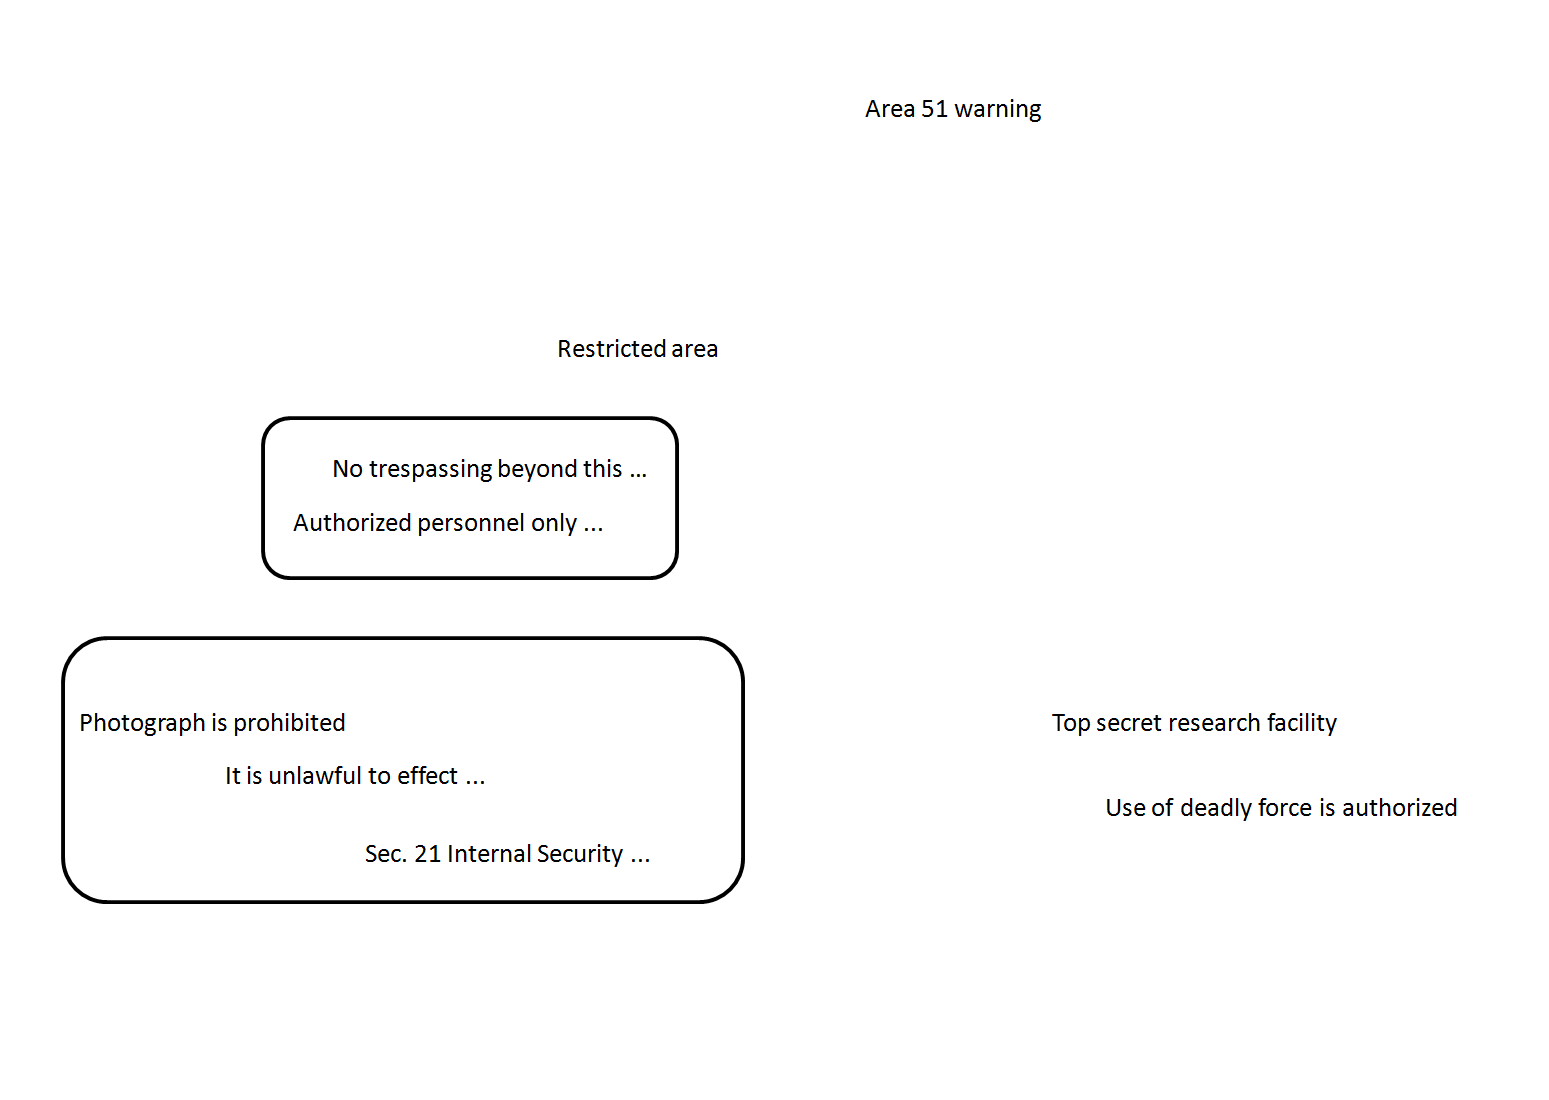 Area 51 warning
Restricted area
No trespassing beyond this ...
Authorized personnel only ...
Photograph is prohibited
It is unlawful to effect ...
Sec. 21 Internal Security ...
Top secret research facility
Use of deadly force is authorized